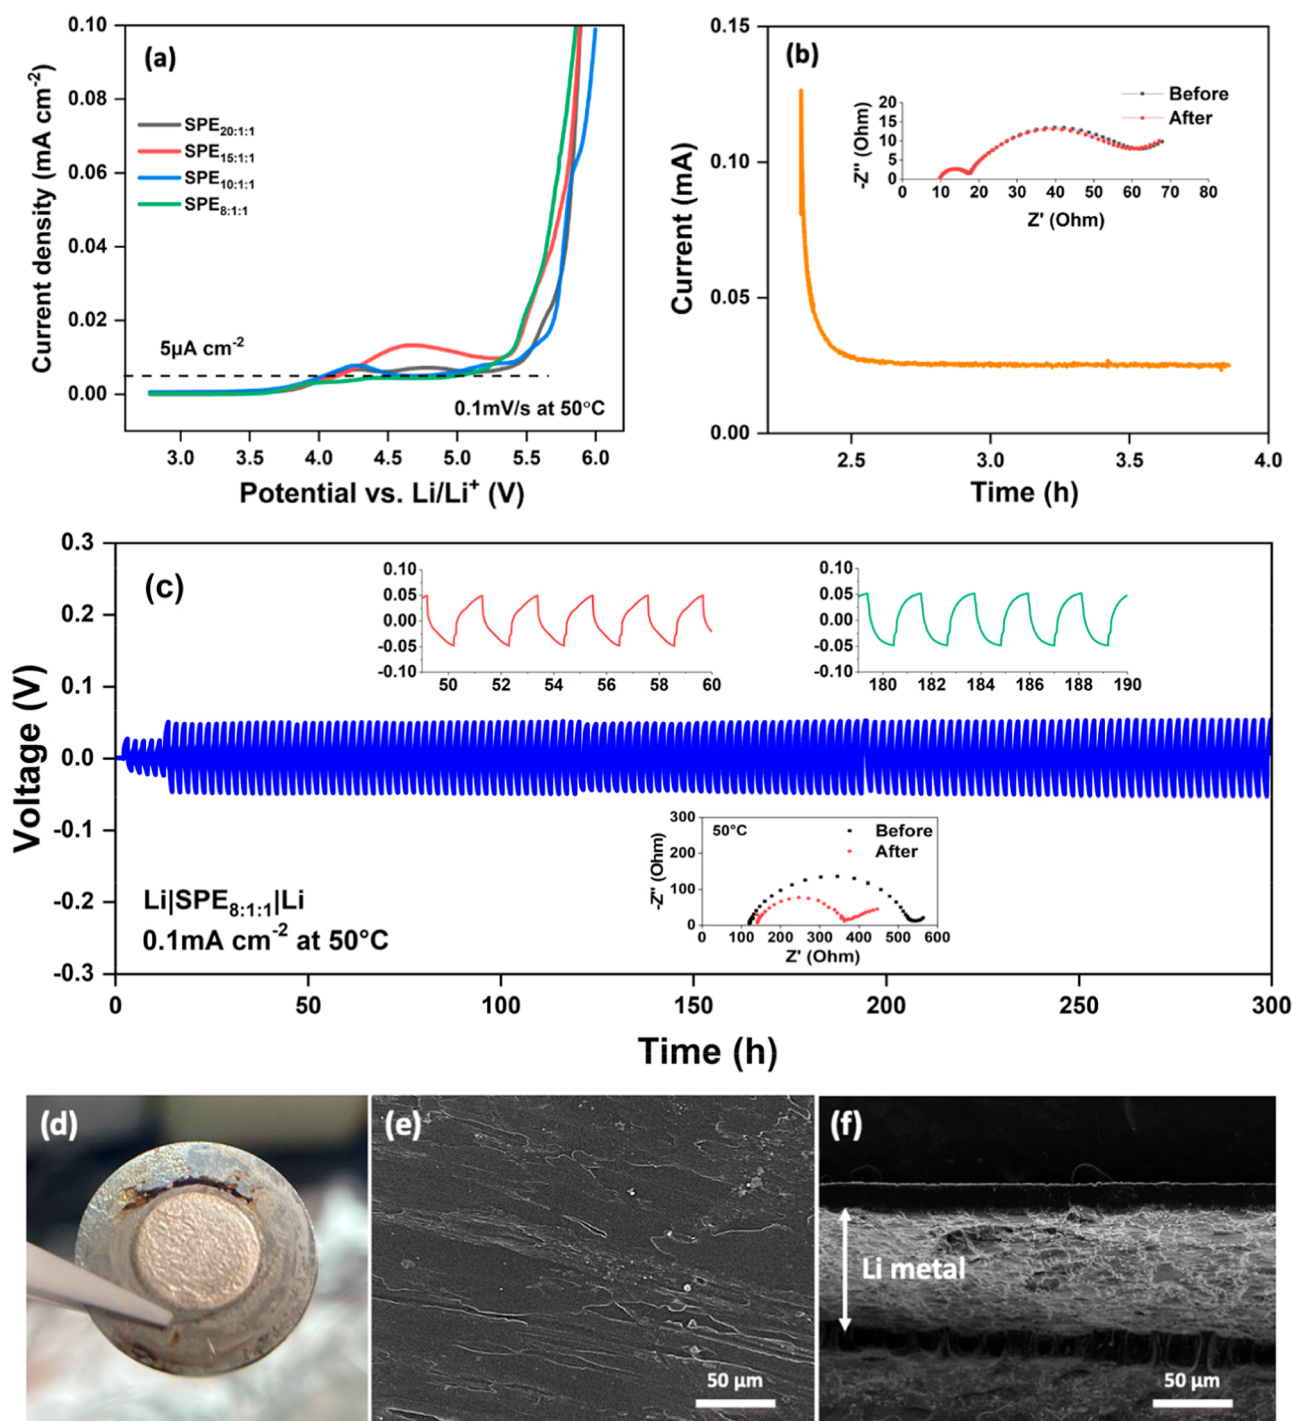 (a)
0.10
0.08
0.06
0.04
0.02
0.00
Current density (mA cm⁻²)
SPE₂₀:₁:₁
SPE₁₅:₁:₁
SPE₁₀:₁:₁
SPE₈:₁:₁
5μA cm⁻²
0.1mV/s at 50°C
3.0 3.5 4.0 4.5 5.0 5.5 6.0
Potential vs. Li/Li⁺ (V)
(b)
0.15
0.10
0.05
0.00
Current (mA)
Before
After
20
15
10
5
0
-Z'' (Ohm)
0 10 20 30 40 50 60 70 80
Z' (Ohm)
2.5 3.0 3.5 4.0
Time (h)
(c)
0.3
0.2
0.1
0.0
-0.1
-0.2
-0.3
Voltage (V)
0.10
0.05
0.00
-0.05
-0.10
50 52 54 56 58 60
0.10
0.05
0.00
-0.05
-0.10
180 182 184 186 188 190
50°C
Before
After
300
200
100
0
-Z'' (Ohm)
0 100 200 300 400 500 600
Z' (Ohm)
Li|SPE₈:₁:₁|Li
0.1mA cm⁻² at 50°C
0 50 100 150 200 250 300
Time (h)
(d)
(e)
50 μm
(f)
Li metal
50 μm